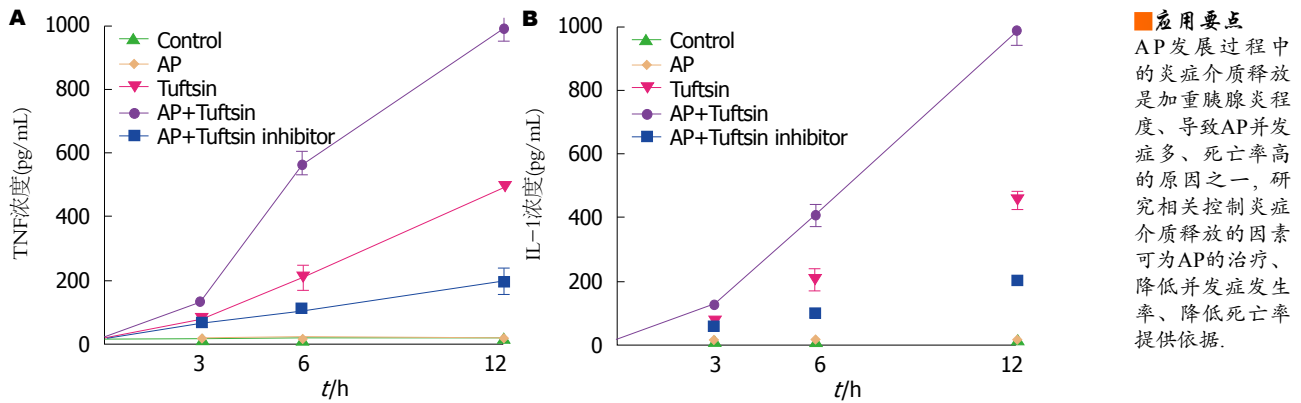 A
1000
800
600
400
200
0
TNF浓度(pg/mL)
Control
AP
Tuftsin
AP+Tuftsin
AP+Tuftsin inhibitor
3
6
12
t/h
B
1000
800
600
400
200
0
IL-1浓度(pg/mL)
Control
AP
Tuftsin
AP+Tuftsin
AP+Tuftsin inhibitor
3
6
12
t/h
■应用要点
AP发展过程中
的炎症介质释放
是加重胰腺炎程
度、导致AP并发
症多、死亡率高
的原因之一, 研
究相关控制炎症
介质释放的因素
可为AP的治疗、
降低并发症发生
率、降低死亡率
提供依据.